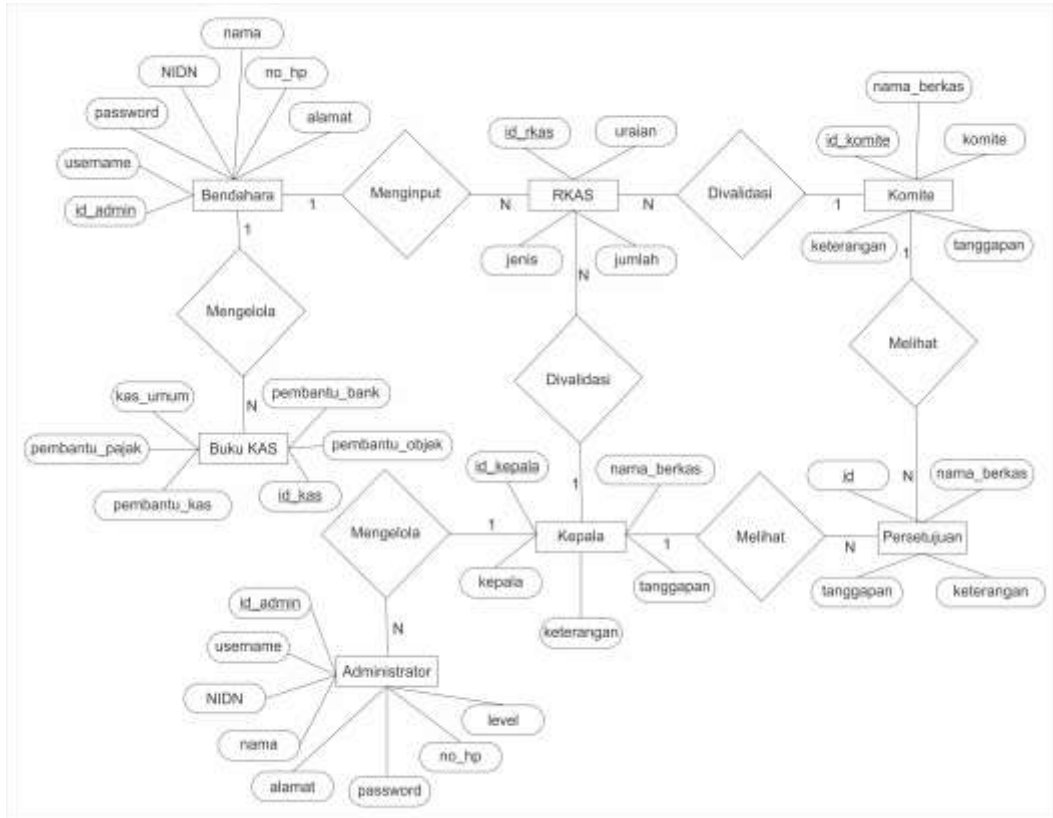 nama
NIDN
no_hp
password
alamat
username
id_admin
Bendahara
1
Menginput
N
id_rkas
uraian
RKAS
jenis
jumlah
N
Divalidasi
1
nama_berkas
id_komite
komite
Komite
keterangan
tanggapan
1
Mengelola
N
kas_umum
pembantu_bank
pembantu_pajak
Buku KAS
pembantu_objek
pembantu_kas
id_kas
N
Divalidasi
1
1
Melihat
N
id_kepala
nama_berkas
Kepala
kepala
tanggapan
keterangan
1
Melihat
N
id
nama_berkas
Persetujuan
tanggapan
keterangan
Mengelola
1
N
id_admin
username
Administrator
NIDN
nama
alamat
password
no_hp
level